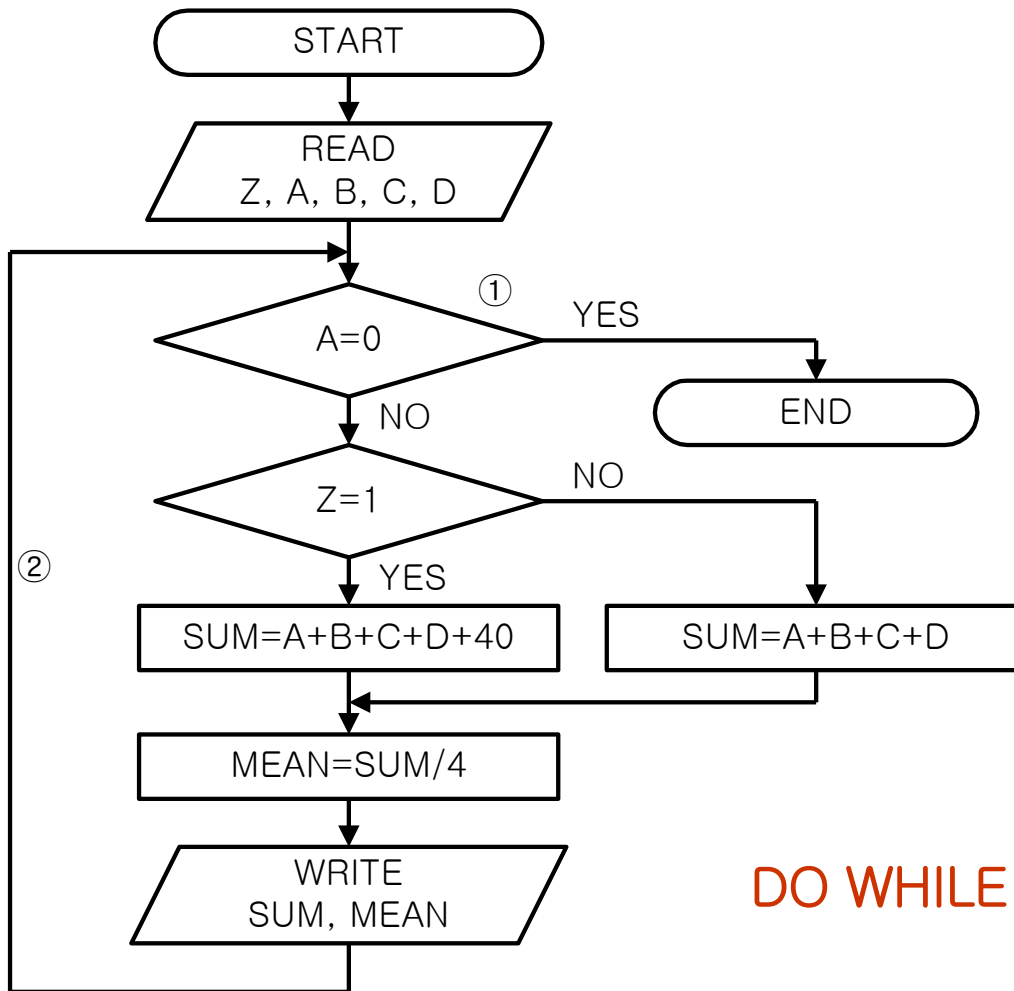 START
READ
Z, A, B, C, D
①
YES
A=0
END
NO
NO
Z=1
②
YES
SUM=A+B+C+D+40
SUM=A+B+C+D
MEAN=SUM/4
WRITE
SUM, MEAN
DO WHILE